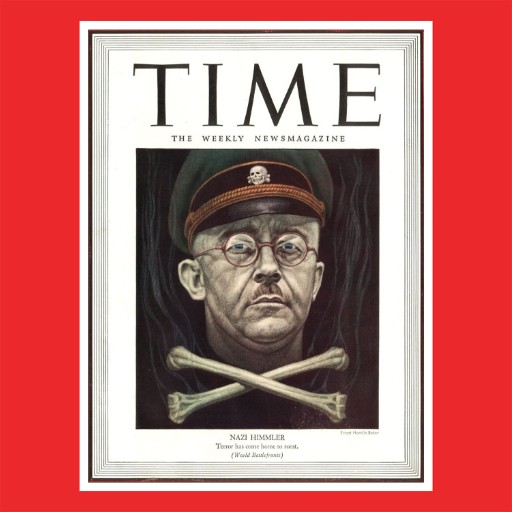 TIME
THE WEEKLY NEWSMAGAZINE
NAZI HIMMLER
Terror has come home to roost.
(World Battlefronts)